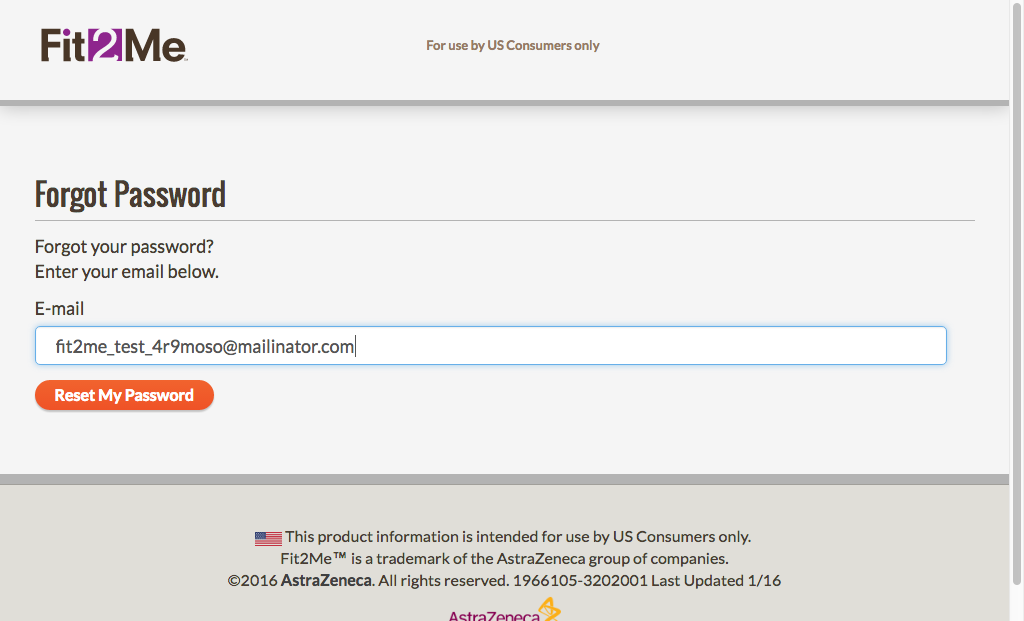 Fit2Me™
For use by US Consumers only
Forgot Password
Forgot your password?
Enter your email below.
E-mail
fit2me_test_4r9moso@mailinator.com
Reset My Password
This product information is intended for use by US Consumers only.
Fit2Me™ is a trademark of the AstraZeneca group of companies.
©2016 AstraZeneca. All rights reserved. 1966105-3202001 Last Updated 1/16
AstraZeneca